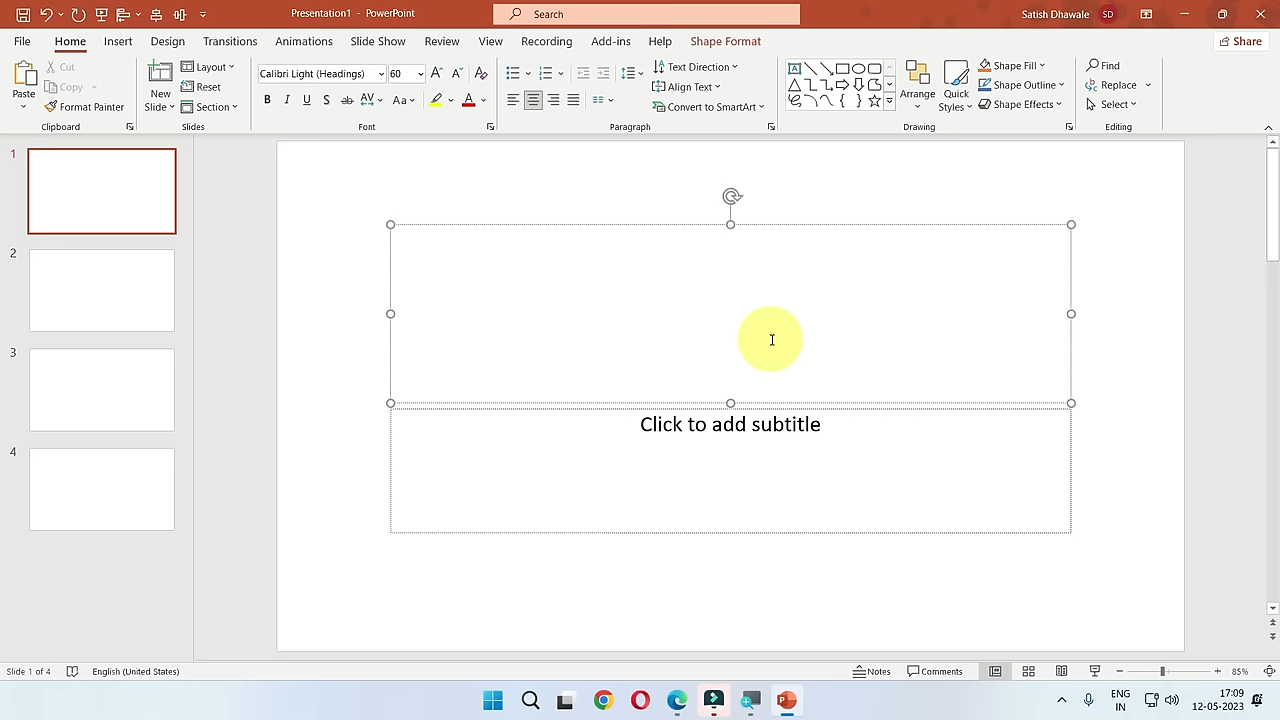 Presentation1 - PowerPoint
Search
Satish Dhawale
SD
File Home Insert Design Transitions Animations Slide Show Review View Recording Add-ins Help Shape Format
Share
Paste
Cut
Copy
Format Painter
Clipboard
New
Slide
Layout
Reset
Section
Slides
Calibri Light (Headings) 60
B I U S ab AV Aa A
Font
Text Direction
Align Text
Convert to SmartArt
Paragraph
Arrange
Quick
Styles
Shape Fill
Shape Outline
Shape Effects
Drawing
Find
Replace
Select
Editing
1
2
3
4
Click to add subtitle
Slide 1 of 4
English (United States)
Notes
Comments
85%
ENG
IN
17:09
12-05-2023